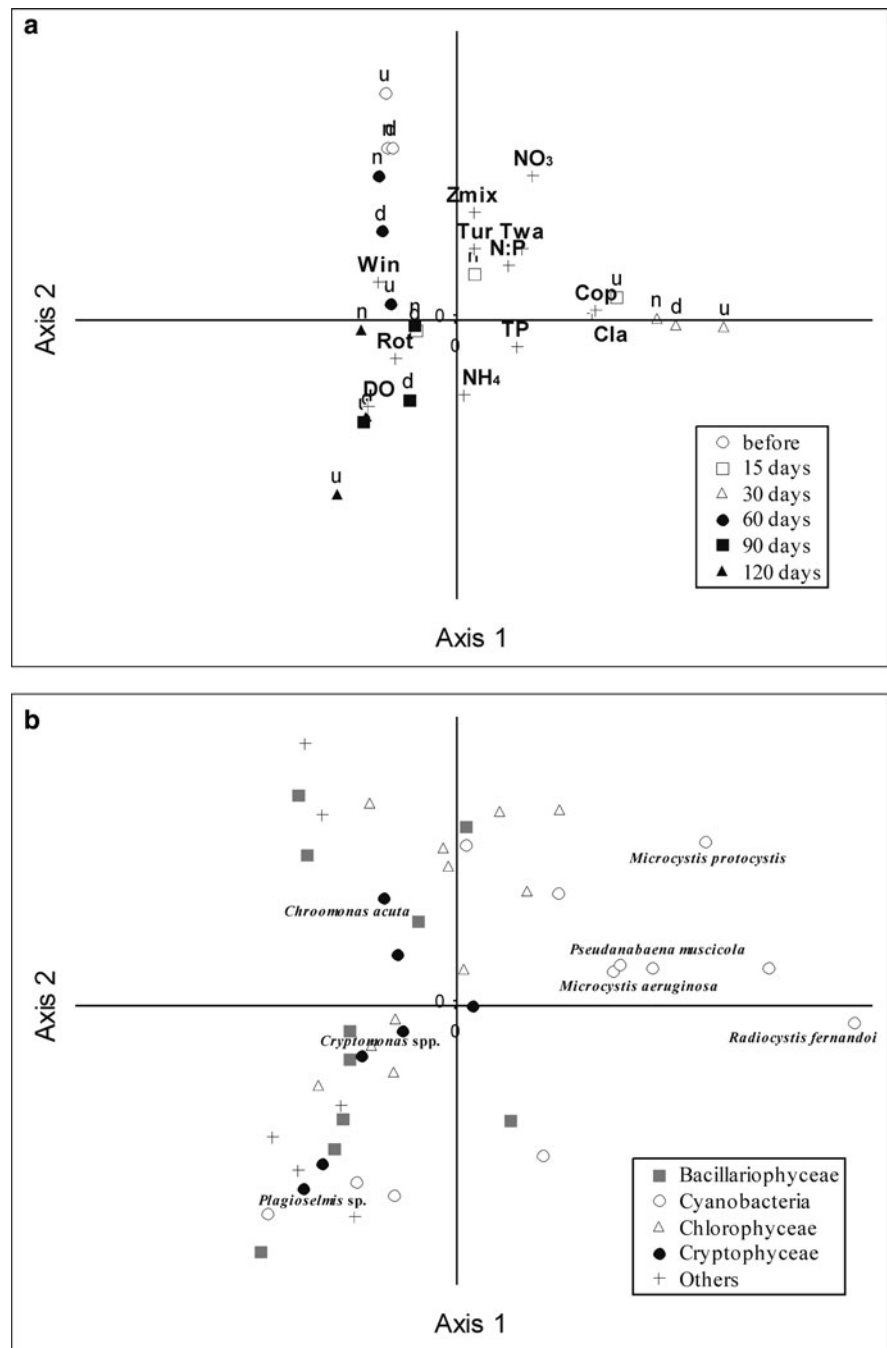 a
u
n d
n
NO₃
Zmix
d
Tur Twa
N:P
n
Win
u
Cop
u
n
d
u
n
n
d
0
0
Cla
TP
Rot
DO
d
NH₄
u
d
u
Axis 2
Axis 1
before
15 days
30 days
60 days
90 days
120 days
b
Microcystis protocystis
Chroomonas acuta
Pseudanabaena muscicola
Microcystis aeruginosa
0
0
Cryptomonas spp.
Radiocystis fernandoi
Plagioselmis sp.
Axis 2
Axis 1
Bacillariophyceae
Cyanobacteria
Chlorophyceae
Cryptophyceae
Others